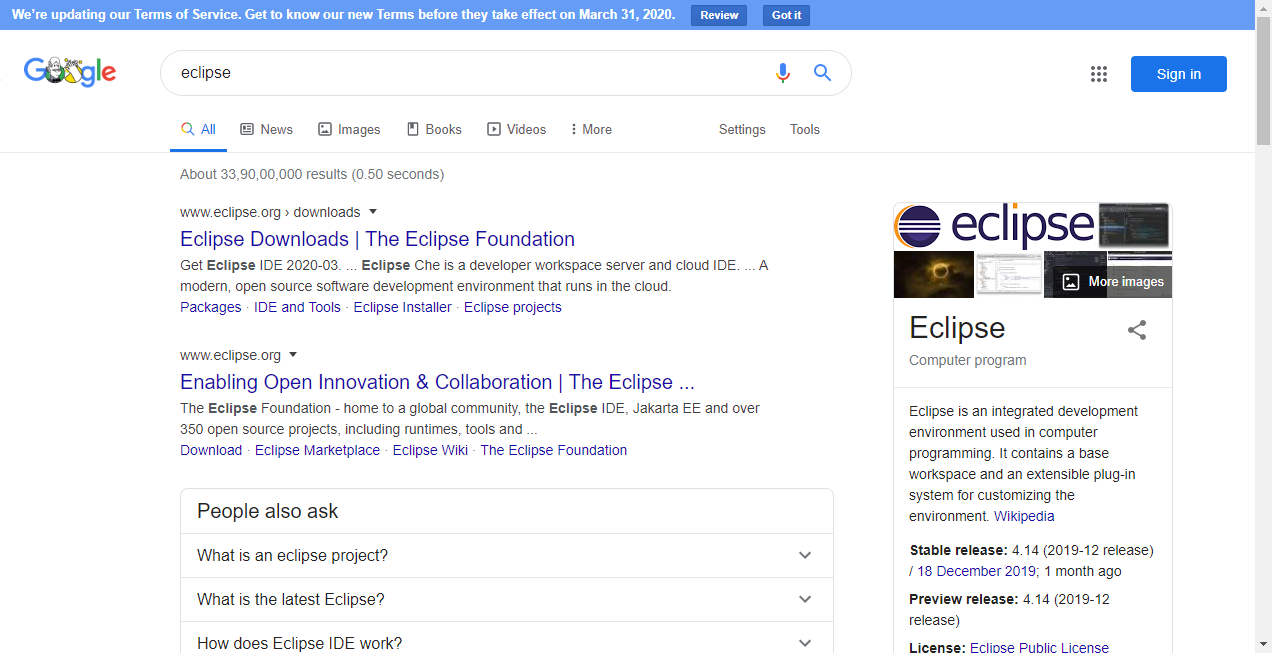 We're updating our Terms of Service. Get to know our new Terms before they take effect on March 31, 2020. Review Got it
Google
eclipse
Sign in
All News Images Books Videos More Settings Tools
About 33,90,00,000 results (0.50 seconds)
www.eclipse.org › downloads
Eclipse Downloads | The Eclipse Foundation
Get Eclipse IDE 2020-03. ... Eclipse Che is a developer workspace server and cloud IDE. ... A
modern, open source software development environment that runs in the cloud.
Packages · IDE and Tools · Eclipse Installer · Eclipse projects
www.eclipse.org
Enabling Open Innovation & Collaboration | The Eclipse ...
The Eclipse Foundation - home to a global community, the Eclipse IDE, Jakarta EE and over
350 open source projects, including runtimes, tools and ...
Download · Eclipse Marketplace · Eclipse Wiki · The Eclipse Foundation
People also ask
What is an eclipse project?
What is the latest Eclipse?
How does Eclipse IDE work?
eclipse
More images
Eclipse
Computer program
Eclipse is an integrated development
environment used in computer
programming. It contains a base
workspace and an extensible plug-in
system for customizing the
environment. Wikipedia
Stable release: 4.14 (2019-12 release)
/ 18 December 2019; 1 month ago
Preview release: 4.14 (2019-12
release)
License: Eclipse Public License